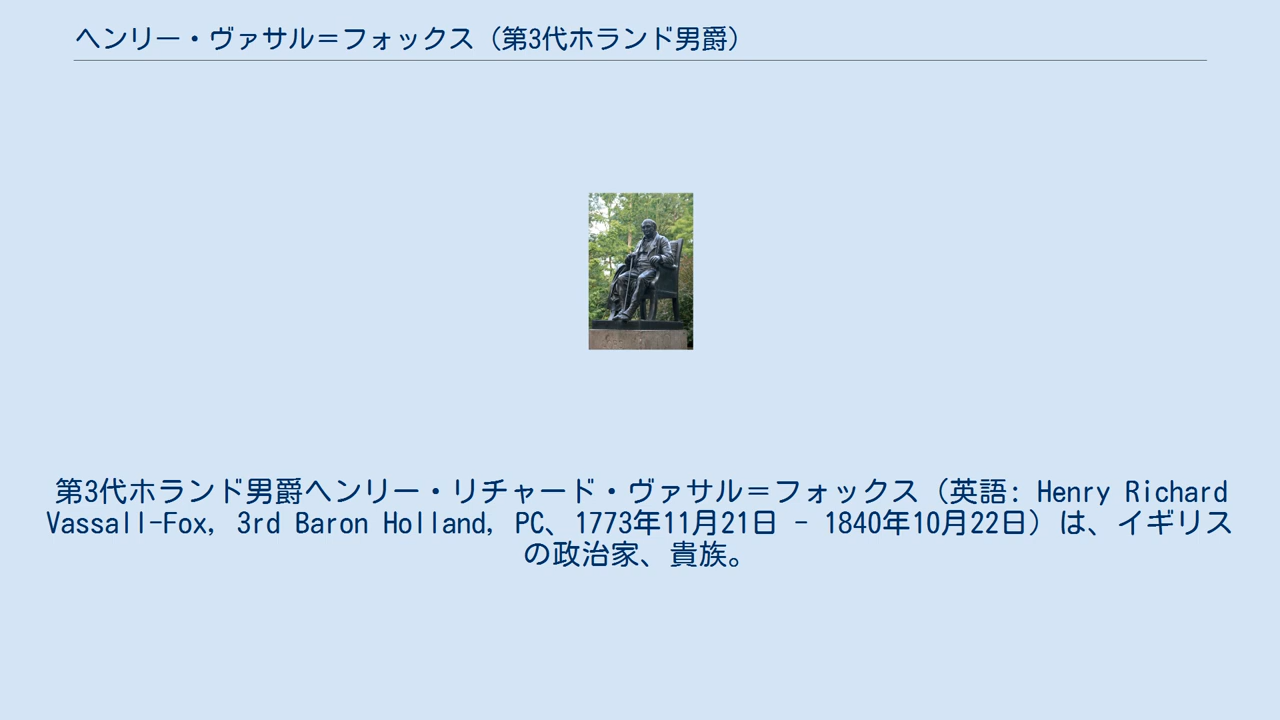 ヘンリー・ヴァサル＝フォックス（第3代ホランド男爵）
第3代ホランド男爵ヘンリー・リチャード・ヴァサル＝フォックス（英語: Henry Richard
Vassall-Fox, 3rd Baron Holland, PC、1773年11月21日 - 1840年10月22日）は、イギリス
の政治家、貴族。